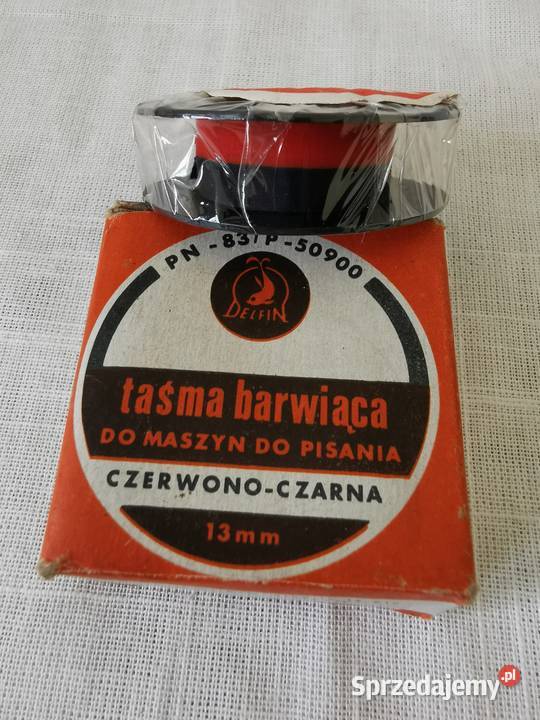 PN-83/P-50900
DELFIN
taśma barwiąca
DO MASZYN DO PISANIA
CZERWONO-CZARNA
13mm
Sprzedajemy.pl